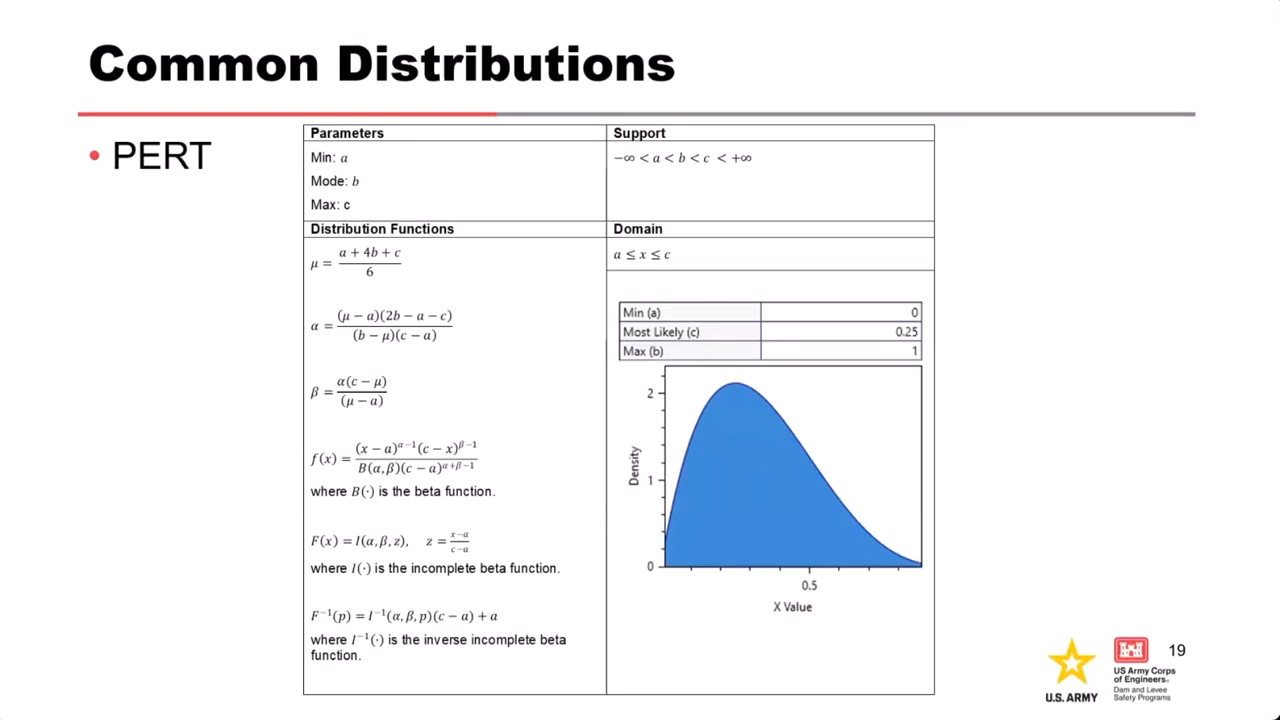 Common Distributions
• PERT
Parameters
Support
Min: a
−∞ < a < b < c < +∞
Mode: b
Max: c
Distribution Functions
Domain
μ = (a + 4b + c)/6
a ≤ x ≤ c
α = ((μ − a)(2b − a − c))/((b − μ)(c − a))
β = (α(c − μ))/((μ − a))
f(x) = ((x − a)^(α−1)(c − x)^(β−1))/(B(α,β)(c − a)^(α+β−1))
where B(·) is the beta function.
F(x) = I(α,β,z), z = (x−a)/(c−a)
where I(·) is the incomplete beta function.
F⁻¹(p) = I⁻¹(α,β,p)(c − a) + a
where I⁻¹(·) is the inverse incomplete beta
function.
Min (a) 0
Most Likely (c) 0.25
Max (b) 1
2
1
0
Density
0.5
X Value
U.S. ARMY
US Army Corps
of Engineers®
Dam and Levee
Safety Programs
19